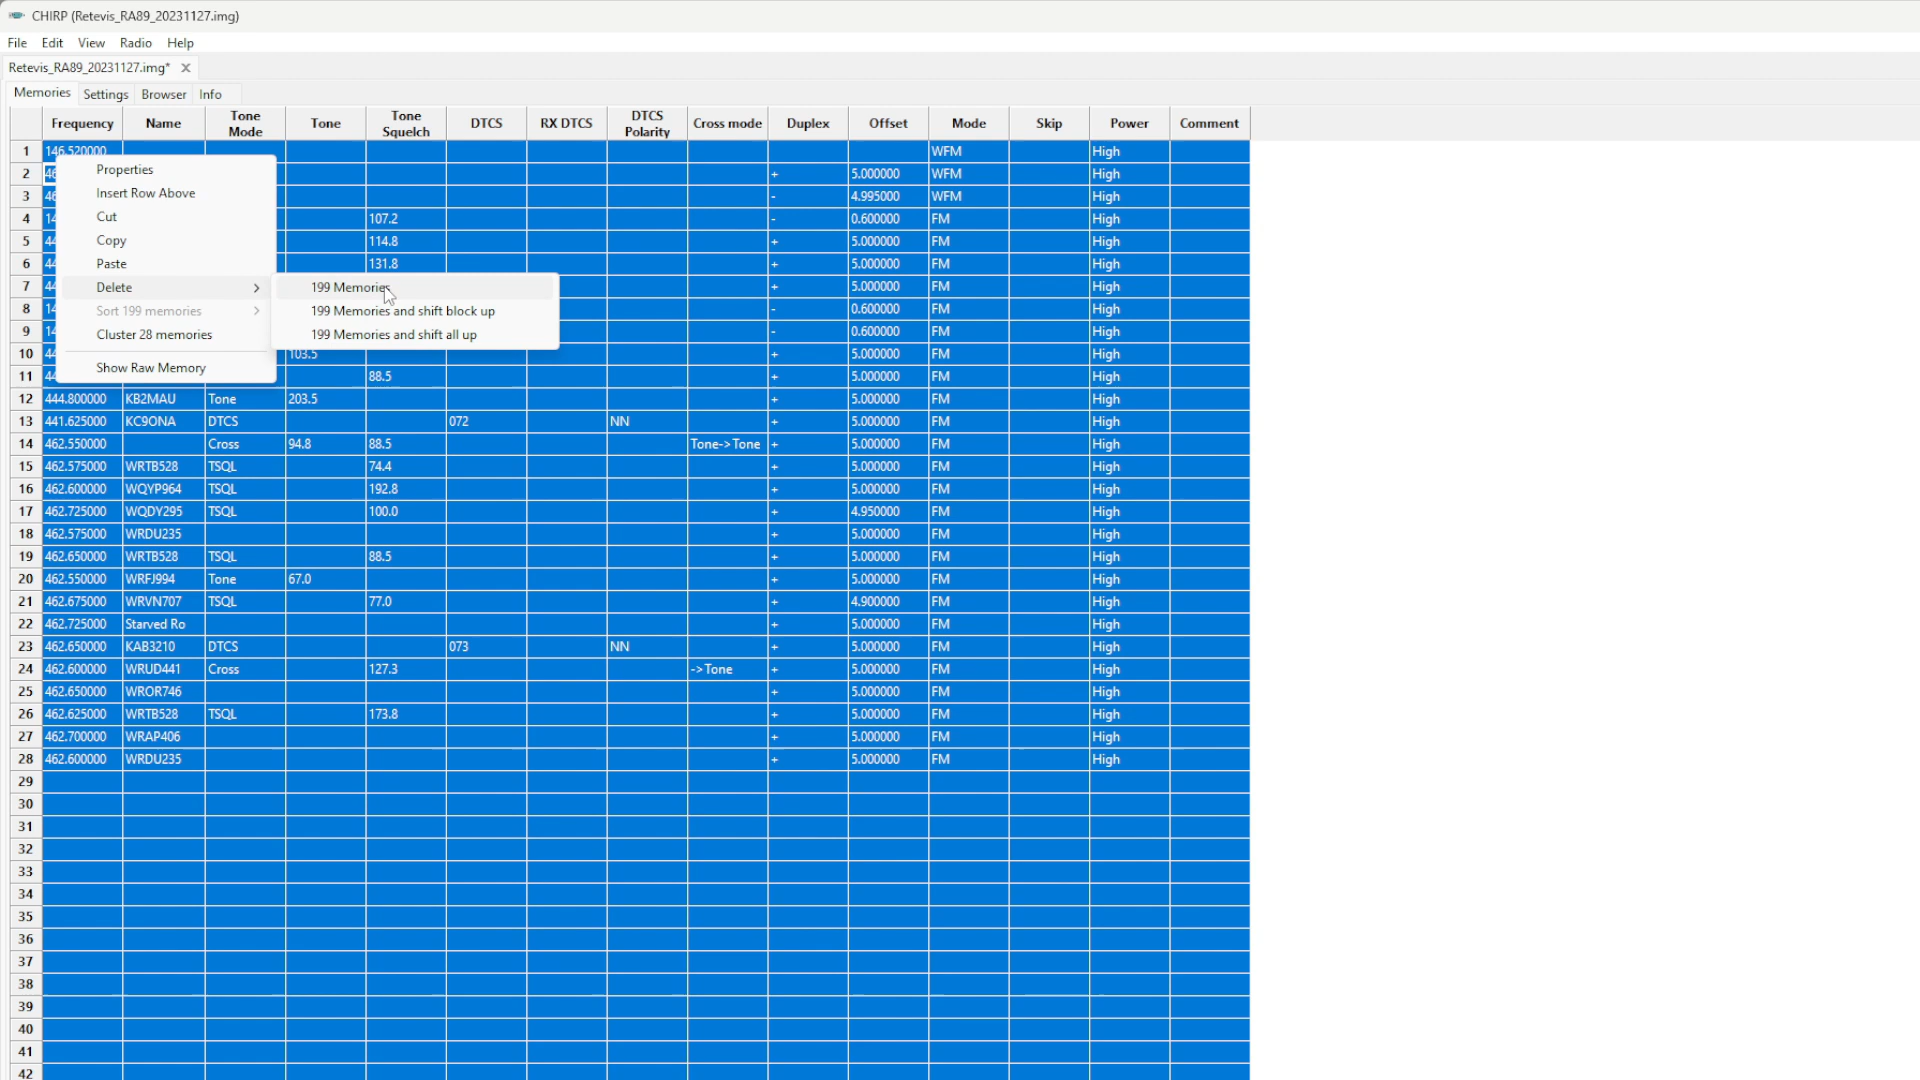 CHIRP (Retevis_RA89_20231127.img)
File Edit View Radio Help
Retevis_RA89_20231127.img*
Memories Settings Browser Info
Frequency Name Tone Mode Tone Tone Squelch DTCS RX DTCS DTCS Polarity Cross mode Duplex Offset Mode Skip Power Comment
1 146.520000 WFM High
2 + 5.000000 WFM High
3 - 4.995000 WFM High
4 107.2 - 0.600000 FM High
5 114.8 + 5.000000 FM High
6 131.8 + 5.000000 FM High
7 + 5.000000 FM High
8 - 0.600000 FM High
9 - 0.600000 FM High
10 103.5 + 5.000000 FM High
11 88.5 + 5.000000 FM High
12 444.800000 KB2MAU Tone 203.5 + 5.000000 FM High
13 441.625000 KC9ONA DTCS 072 NN + 5.000000 FM High
14 462.550000 Cross 94.8 88.5 Tone->Tone + 5.000000 FM High
15 462.575000 WRTB528 TSQL 74.4 + 5.000000 FM High
16 462.600000 WQYP964 TSQL 192.8 + 5.000000 FM High
17 462.725000 WQDY295 TSQL 100.0 + 4.950000 FM High
18 462.575000 WRDU235 + 5.000000 FM High
19 462.650000 WRTB528 TSQL 88.5 + 5.000000 FM High
20 462.550000 WRFJ994 Tone 67.0 + 5.000000 FM High
21 462.675000 WRVN707 TSQL 77.0 + 4.900000 FM High
22 462.725000 Starved Ro + 5.000000 FM High
23 462.650000 KAB3210 DTCS 073 NN + 5.000000 FM High
24 462.600000 WRUD441 Cross 127.3 ->Tone + 5.000000 FM High
25 462.650000 WROR746 + 5.000000 FM High
26 462.625000 WRTB528 TSQL 173.8 + 5.000000 FM High
27 462.700000 WRAP406 + 5.000000 FM High
28 462.600000 WRDU235 + 5.000000 FM High
29
30
31
32
33
34
35
36
37
38
39
40
41
42
Properties
Insert Row Above
Cut
Copy
Paste
Delete
Sort 199 memories
Cluster 28 memories
Show Raw Memory
199 Memories
199 Memories and shift block up
199 Memories and shift all up